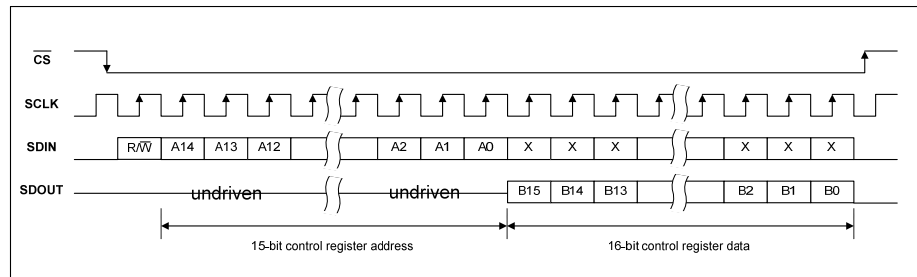 C̅S̅
SCLK
SDIN R/W̅ A14 A13 A12 A2 A1 A0 X X X X X X
SDOUT undriven undriven B15 B14 B13 B2 B1 B0
15-bit control register address 16-bit control register data